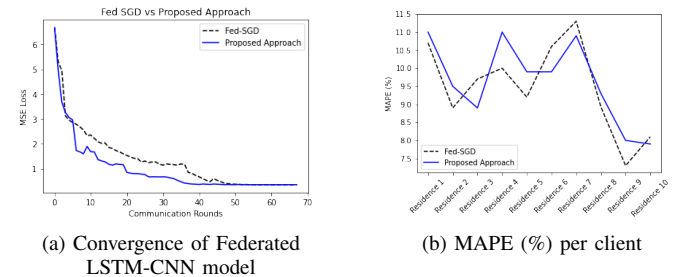 Fed SGD vs Proposed Approach
Fed-SGD
Proposed Approach
MSE Loss
6
5
4
3
2
1
0 10 20 30 40 50 60 70
Communication Rounds
(a) Convergence of Federated
LSTM-CNN model
11.5
11.0
10.5
10.0
9.5
9.0
8.5
8.0
7.5
MAPE (%)
Fed-SGD
Proposed Approach
Residence 1
Residence 2
Residence 3
Residence 4
Residence 5
Residence 6
Residence 7
Residence 8
Residence 9
Residence 10
(b) MAPE (%) per client